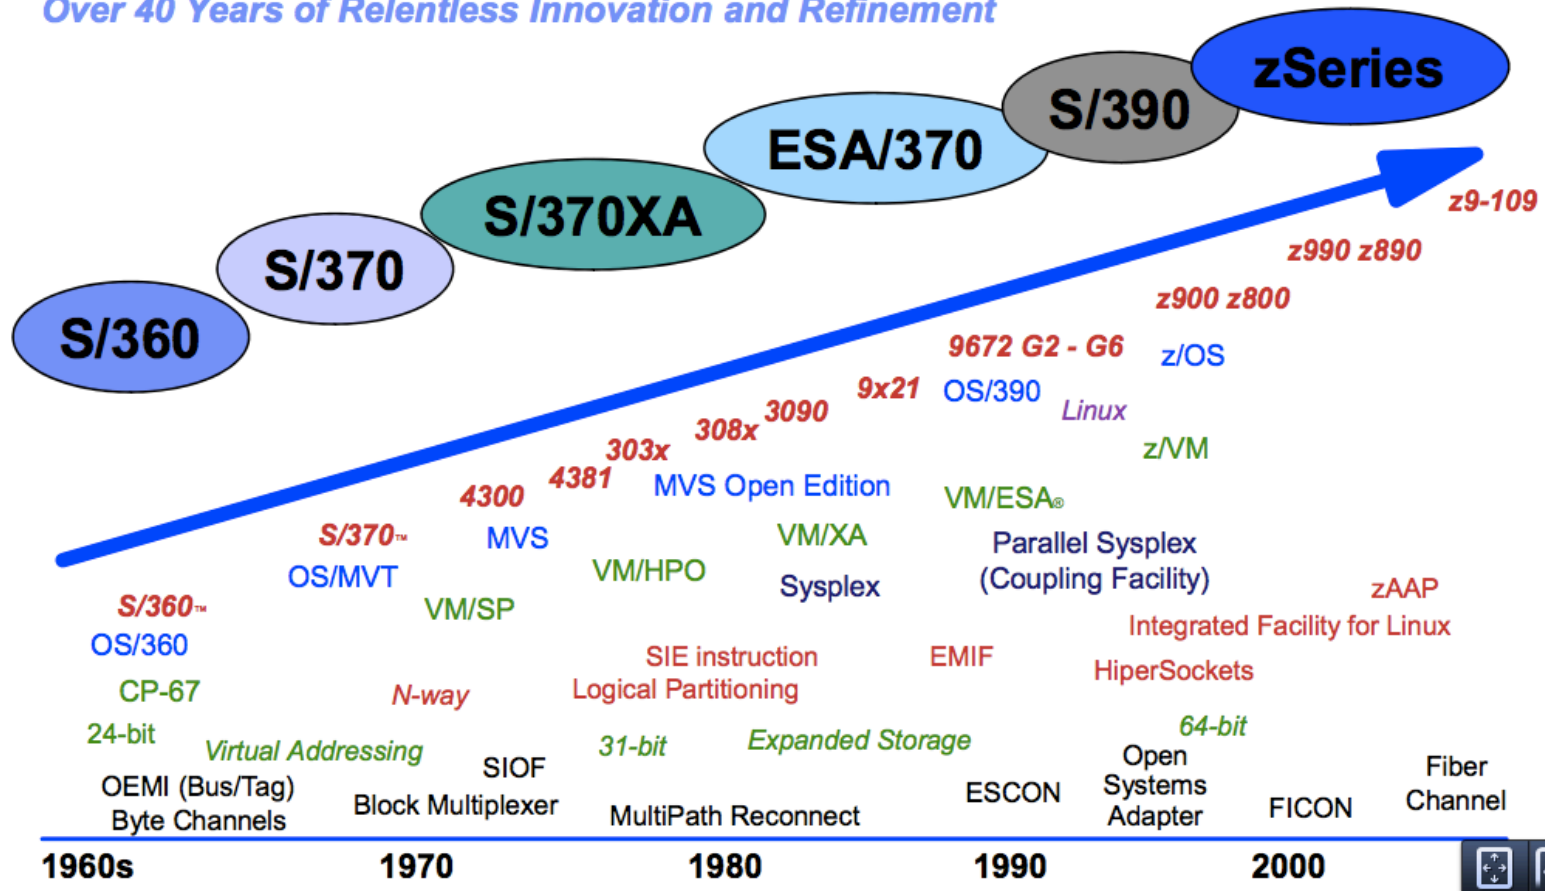 Over 40 Years of Relentless Innovation and Refinement
zSeries
S/390
ESA/370
S/370XA
S/370
S/360
z9-109
z990 z890
z900 z800
9672 G2 - G6
z/OS
9x21
OS/390
3090
Linux
308x
303x
z/VM
4381
MVS Open Edition
4300
VM/ESA®
S/370™
MVS
VM/XA
Parallel Sysplex
(Coupling Facility)
OS/MVT
VM/HPO
Sysplex
zAAP
S/360™
VM/SP
Integrated Facility for Linux
OS/360
SIE instruction
EMIF
HiperSockets
CP-67
N-way
Logical Partitioning
24-bit
Virtual Addressing
31-bit
Expanded Storage
64-bit
SIOF
Open
Systems
Adapter
Fiber
Channel
OEMI (Bus/Tag)
Byte Channels
Block Multiplexer
MultiPath Reconnect
ESCON
FICON
1960s
1970
1980
1990
2000